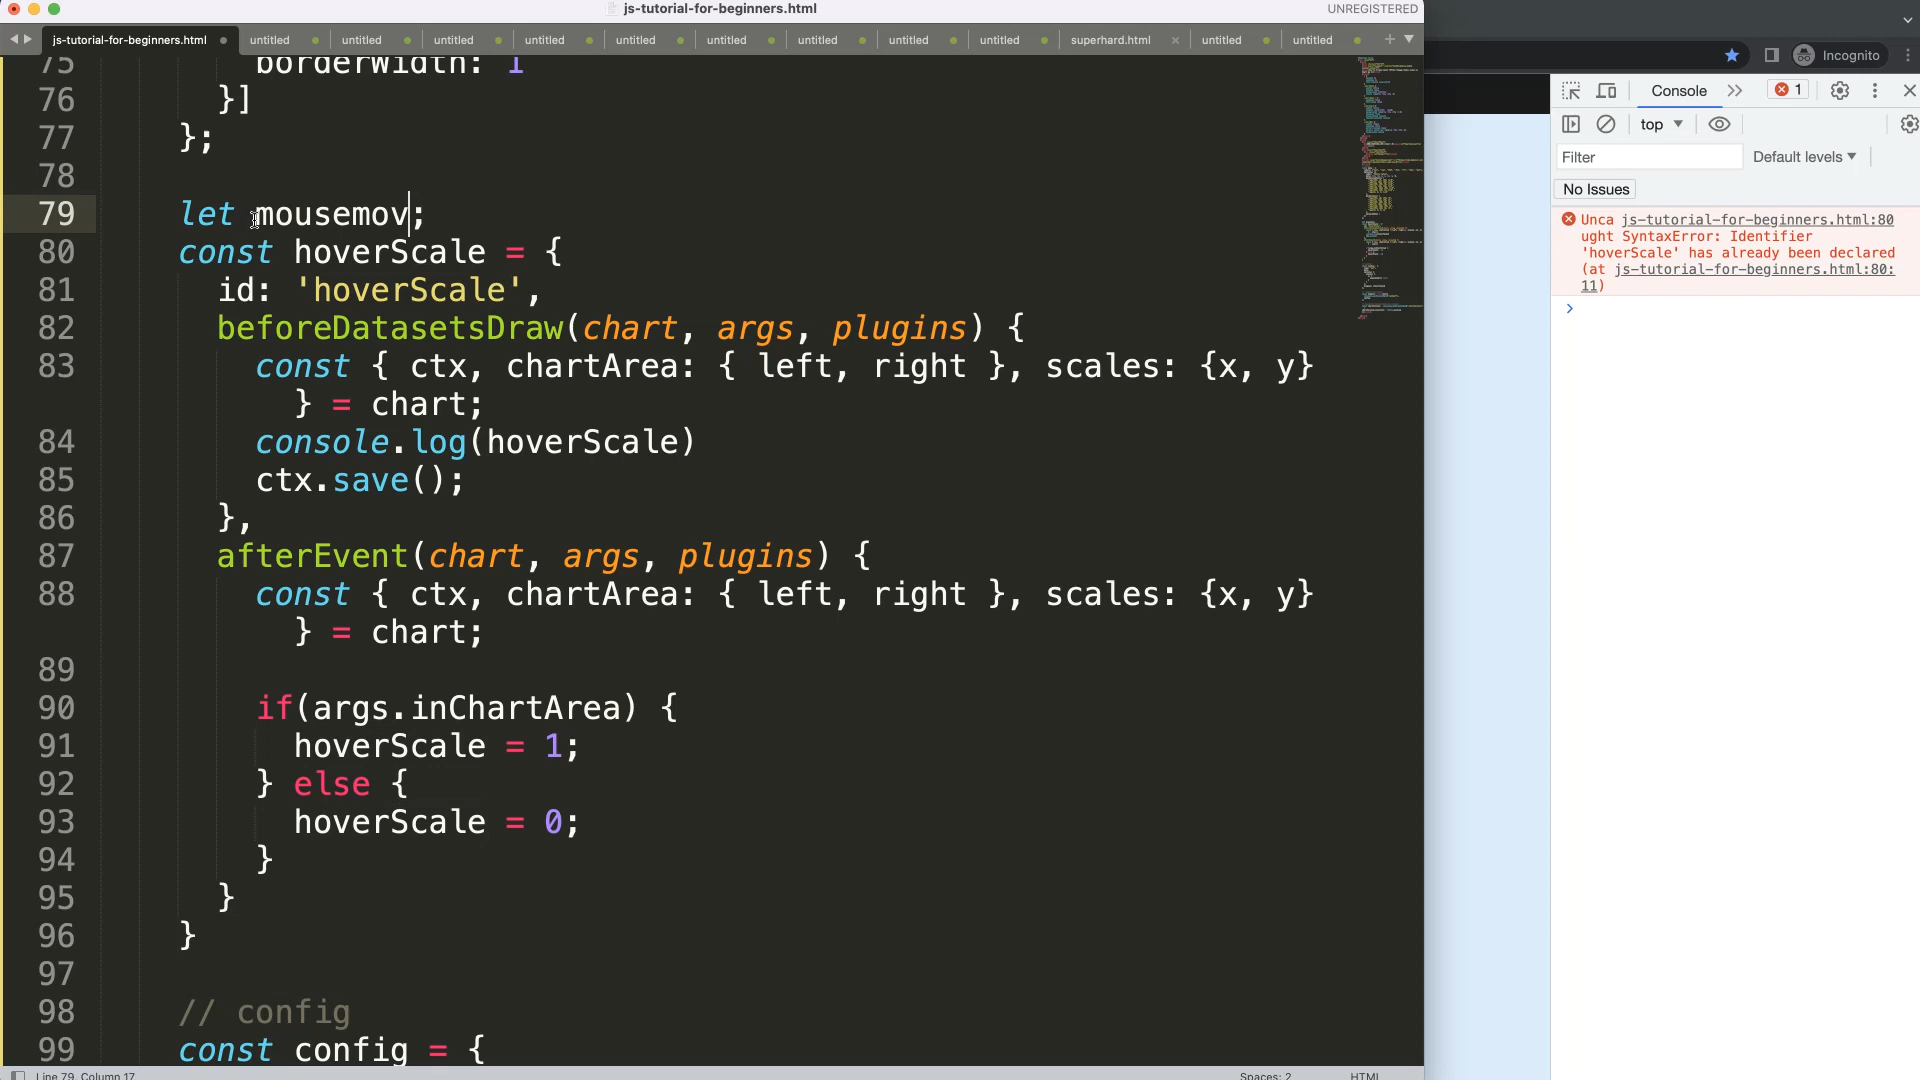 js-tutorial-for-beginners.html
UNREGISTERED
js-tutorial-for-beginners.html untitled untitled untitled untitled untitled untitled untitled untitled untitled superhard.html untitled untitled
Incognito
75 borderWidth: 1
76 }]
77 };
78
79 let mousemov;
80 const hoverScale = {
81 id: 'hoverScale',
82 beforeDatasetsDraw(chart, args, plugins) {
83 const { ctx, chartArea: { left, right }, scales: {x, y}
} = chart;
84 console.log(hoverScale)
85 ctx.save();
86 },
87 afterEvent(chart, args, plugins) {
88 const { ctx, chartArea: { left, right }, scales: {x, y}
} = chart;
89
90 if(args.inChartArea) {
91 hoverScale = 1;
92 } else {
93 hoverScale = 0;
94 }
95 }
96 }
97
98 // config
99 const config = {
Line 79, Column 17 Spaces: 2 HTML
Console 1
top
Filter Default levels
No Issues
Unca js-tutorial-for-beginners.html:80
ught SyntaxError: Identifier
'hoverScale' has already been declared
(at js-tutorial-for-beginners.html:80:
11)